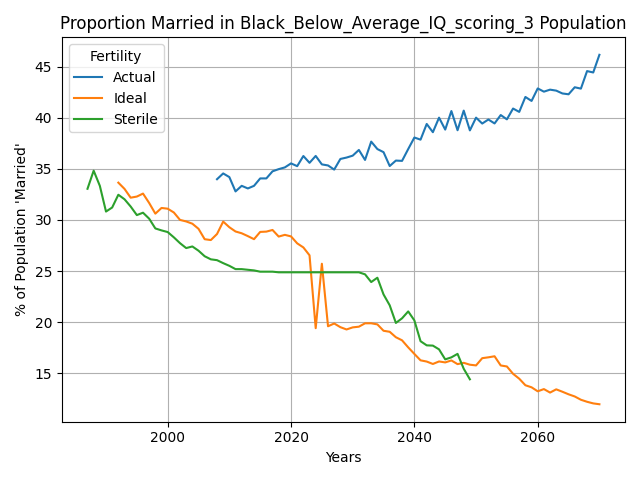 Proportion Married in Black_Below_Average_IQ_scoring_3 Population
Fertility
Actual
Ideal
Sterile
45
40
35
30
25
20
15
% of Population 'Married'
2000
2020
2040
2060
Years